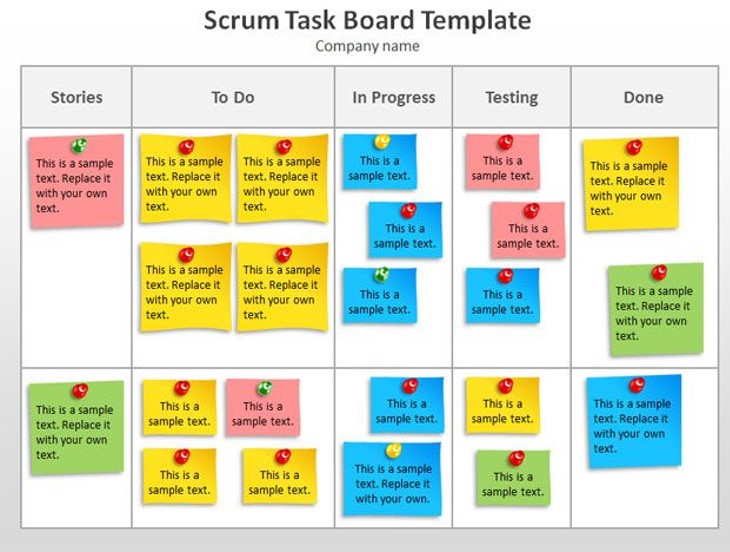 Scrum Task Board Template
Company name
Stories
To Do
In Progress
Testing
Done
This is a sample
text. Replace it
with your own
text.
This is a sample
text. Replace it
with your own
text.
This is a sample
text. Replace it
with your own
text.
This is a sample
text. Replace it
with your own
text.
This is a sample
text. Replace it
with your own
text.
This is a
sample text.
This is a
sample text.
This is a
sample text.
This is a
sample text.
This is a
sample text.
This is a
sample text.
This is a sample
text. Replace it
with your own
text.
This is a sample
text. Replace it
with your own
text.
This is a sample
text. Replace it
with your own
text.
This is a
sample text.
This is a
sample text.
This is a
sample text.
This is a
sample text.
This is a
sample text.
This is a sample
text. Replace it
with your own.
This is a
sample text.
This is a
sample text.
This is a sample
text. Replace it
with your own
text.